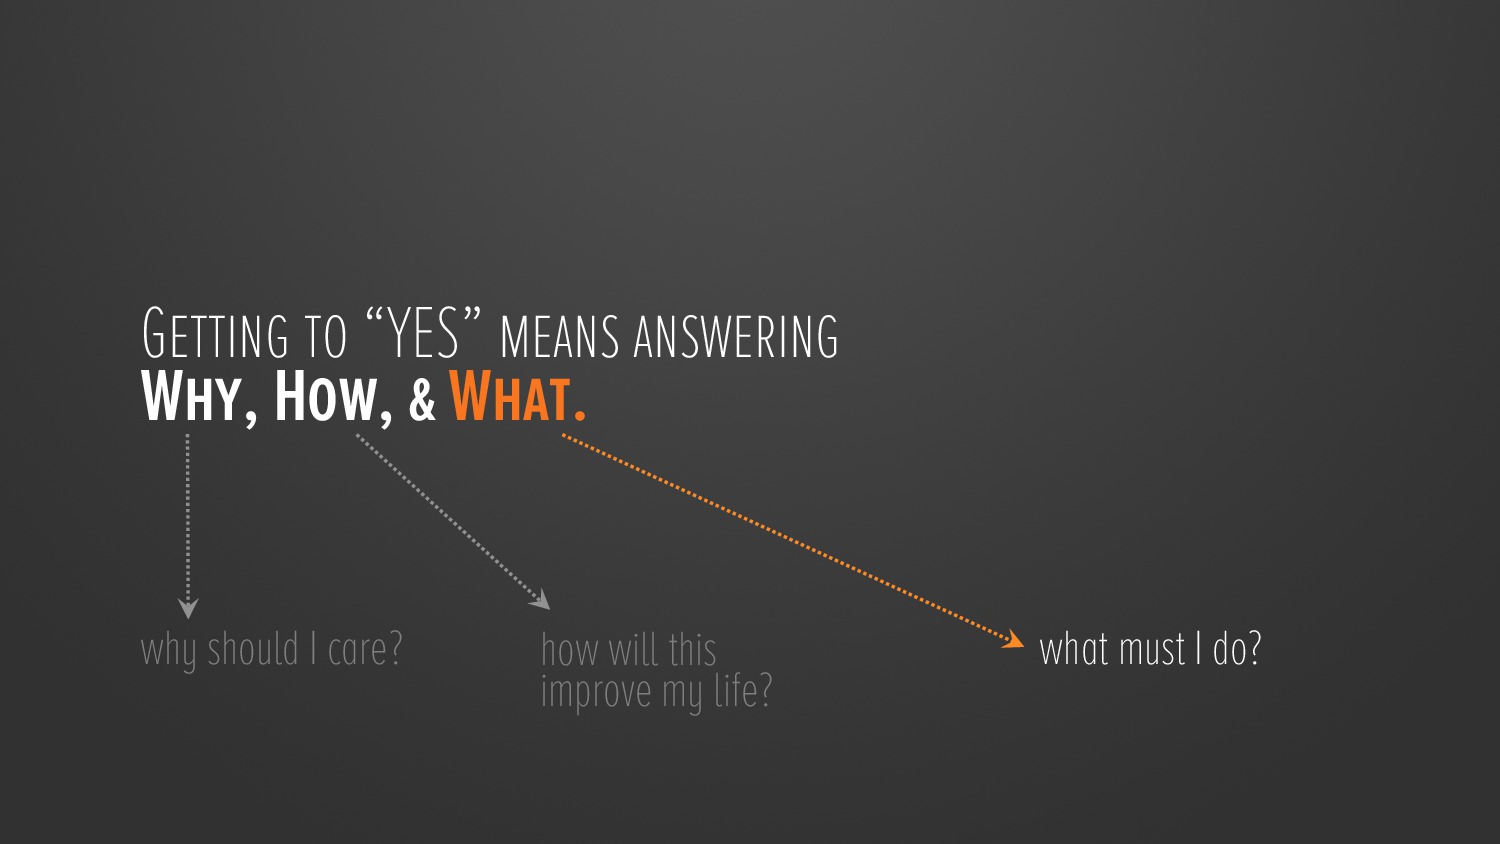 Getting to “YES” means answering
Why, How, & What.
why should I care?
how will this
improve my life?
what must I do?